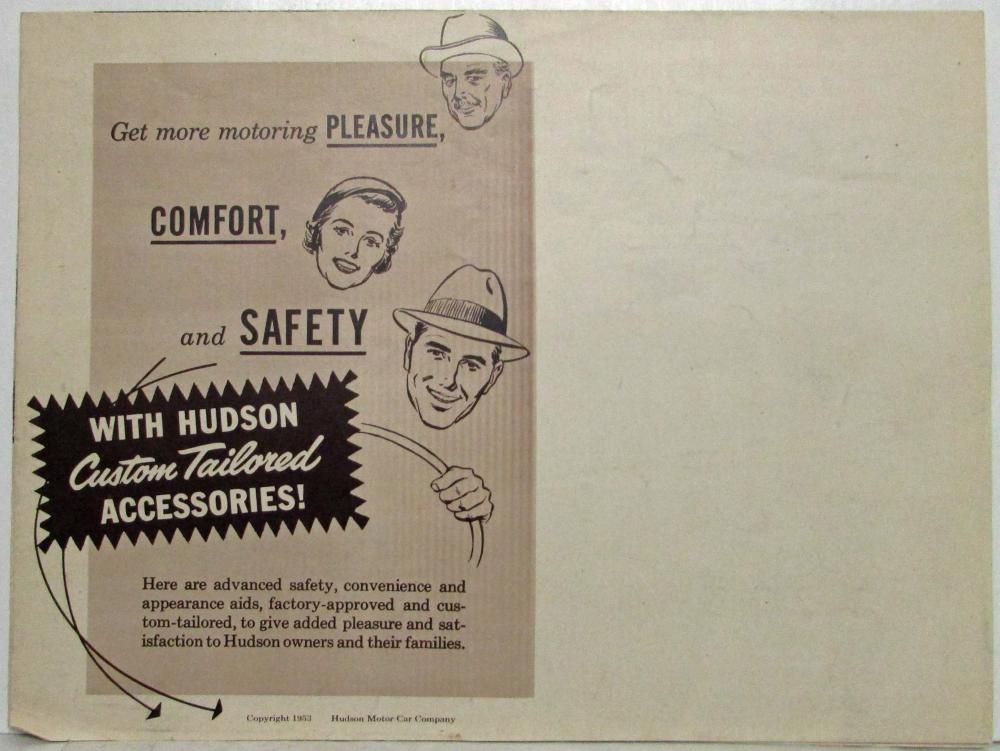 Get more motoring PLEASURE,
COMFORT,
and SAFETY
WITH HUDSON
Custom Tailored
ACCESSORIES!
Here are advanced safety, convenience and
appearance aids, factory-approved and cus-
tom-tailored, to give added pleasure and sat-
isfaction to Hudson owners and their families.
Copyright 1953 Hudson Motor Car Company